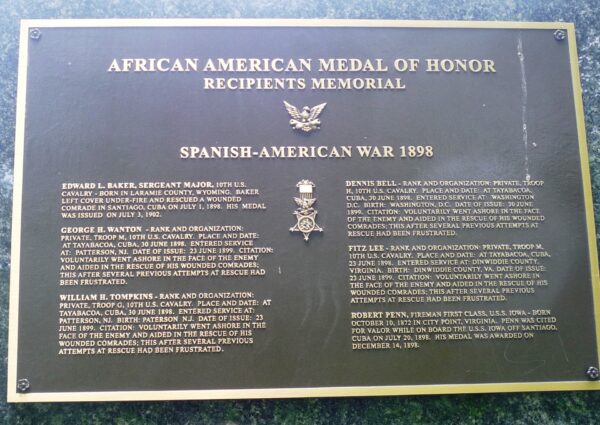 AFRICAN AMERICAN MEDAL OF HONOR
RECIPIENTS MEMORIAL
SPANISH-AMERICAN WAR 1898
EDWARD L. BAKER, SERGEANT MAJOR, 10TH U.S.
CAVALRY - BORN IN LARAMIE COUNTY, WYOMING. BAKER
LEFT COVER UNDER-FIRE AND RESCUED A WOUNDED
COMRADE IN SANTIAGO, CUBA ON JULY 1, 1898. HIS MEDAL
WAS ISSUED ON JULY 3, 1902.
GEORGE H. WANTON - RANK AND ORGANIZATION:
PRIVATE, TROOP M, 10TH U.S. CAVALRY. PLACE AND DATE:
AT TAYABACOA, CUBA, 30 JUNE 1898. ENTERED SERVICE
AT: PATTERSON, N.J. DATE OF ISSUE: 23 JUNE 1899. CITATION:
VOLUNTARILY WENT ASHORE IN THE FACE OF THE ENEMY
AND AIDED IN THE RESCUE OF HIS WOUNDED COMRADES;
THIS AFTER SEVERAL PREVIOUS ATTEMPTS AT RESCUE HAD
BEEN FRUSTRATED.
WILLIAM H. TOMPKINS - RANK AND ORGANIZATION:
PRIVATE, TROOP G, 10TH U.S. CAVALRY. PLACE AND DATE: AT
TAYABACOA, CUBA, 30 JUNE 1898. ENTERED SERVICE AT:
PATTERSON, N.J. BIRTH: PATERSON N.J. DATE OF ISSUE: 23
JUNE 1899. CITATION: VOLUNTARILY WENT ASHORE IN THE
FACE OF THE ENEMY AND AIDED IN THE RESCUE OF HIS
WOUNDED COMRADES; THIS AFTER SEVERAL PREVIOUS
ATTEMPTS AT RESCUE HAD BEEN FRUSTRATED.
DENNIS BELL - RANK AND ORGANIZATION: PRIVATE, TROOP
H, 10TH U.S. CAVALRY. PLACE AND DATE: AT TAYABACOA,
CUBA, 30 JUNE 1898. ENTERED SERVICE AT: WASHINGTON
D.C. BIRTH: WASHINGTON, D.C. DATE OF ISSUE: 30 JUNE
1899. CITATION: VOLUNTARILY WENT ASHORE IN THE FACE
OF THE ENEMY AND AIDED IN THE RESCUE OF HIS WOUNDED
COMRADES; THIS AFTER SEVERAL PREVIOUS ATTEMPTS AT
RESCUE HAD BEEN FRUSTRATED.
FITZ LEE - RANK AND ORGANIZATION: PRIVATE, TROOP M,
10TH U.S. CAVALRY. PLACE AND DATE: AT TAYABACOA, CUBA,
30 JUNE 1898. ENTERED SERVICE AT: DINWIDDIE COUNTY,
VIRGINIA. BIRTH: DINWIDDIE COUNTY, VA. DATE OF ISSUE:
23 JUNE 1899. CITATION: VOLUNTARILY WENT ASHORE IN
THE FACE OF THE ENEMY AND AIDED IN THE RESCUE OF HIS
WOUNDED COMRADES; THIS AFTER SEVERAL PREVIOUS
ATTEMPTS AT RESCUE HAD BEEN FRUSTRATED.
ROBERT PENN, FIREMAN FIRST CLASS, U.S.S. IOWA - BORN
OCTOBER 10, 1872 IN CITY POINT, VIRGINIA. PENN WAS CITED
FOR VALOR WHILE ON BOARD THE U.S.S. IOWA OFF SANTIAGO,
CUBA ON JULY 20, 1898. HIS MEDAL WAS AWARDED ON
DECEMBER 14, 1898.